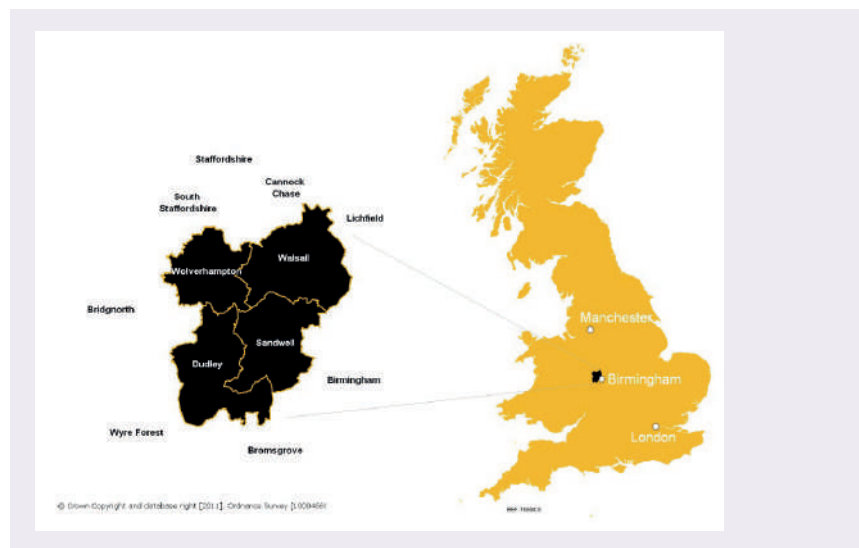 Staffordshire
Cannock
Chase
South
Staffordshire
Lichfield
Walsall
Wolverhampton
Bridgnorth
Sandwell
Dudley
Birmingham
Wyre Forest
Bromsgrove
Manchester
Birmingham
London
© Crown Copyright and database right [2011]. Ordnance Survey
REF